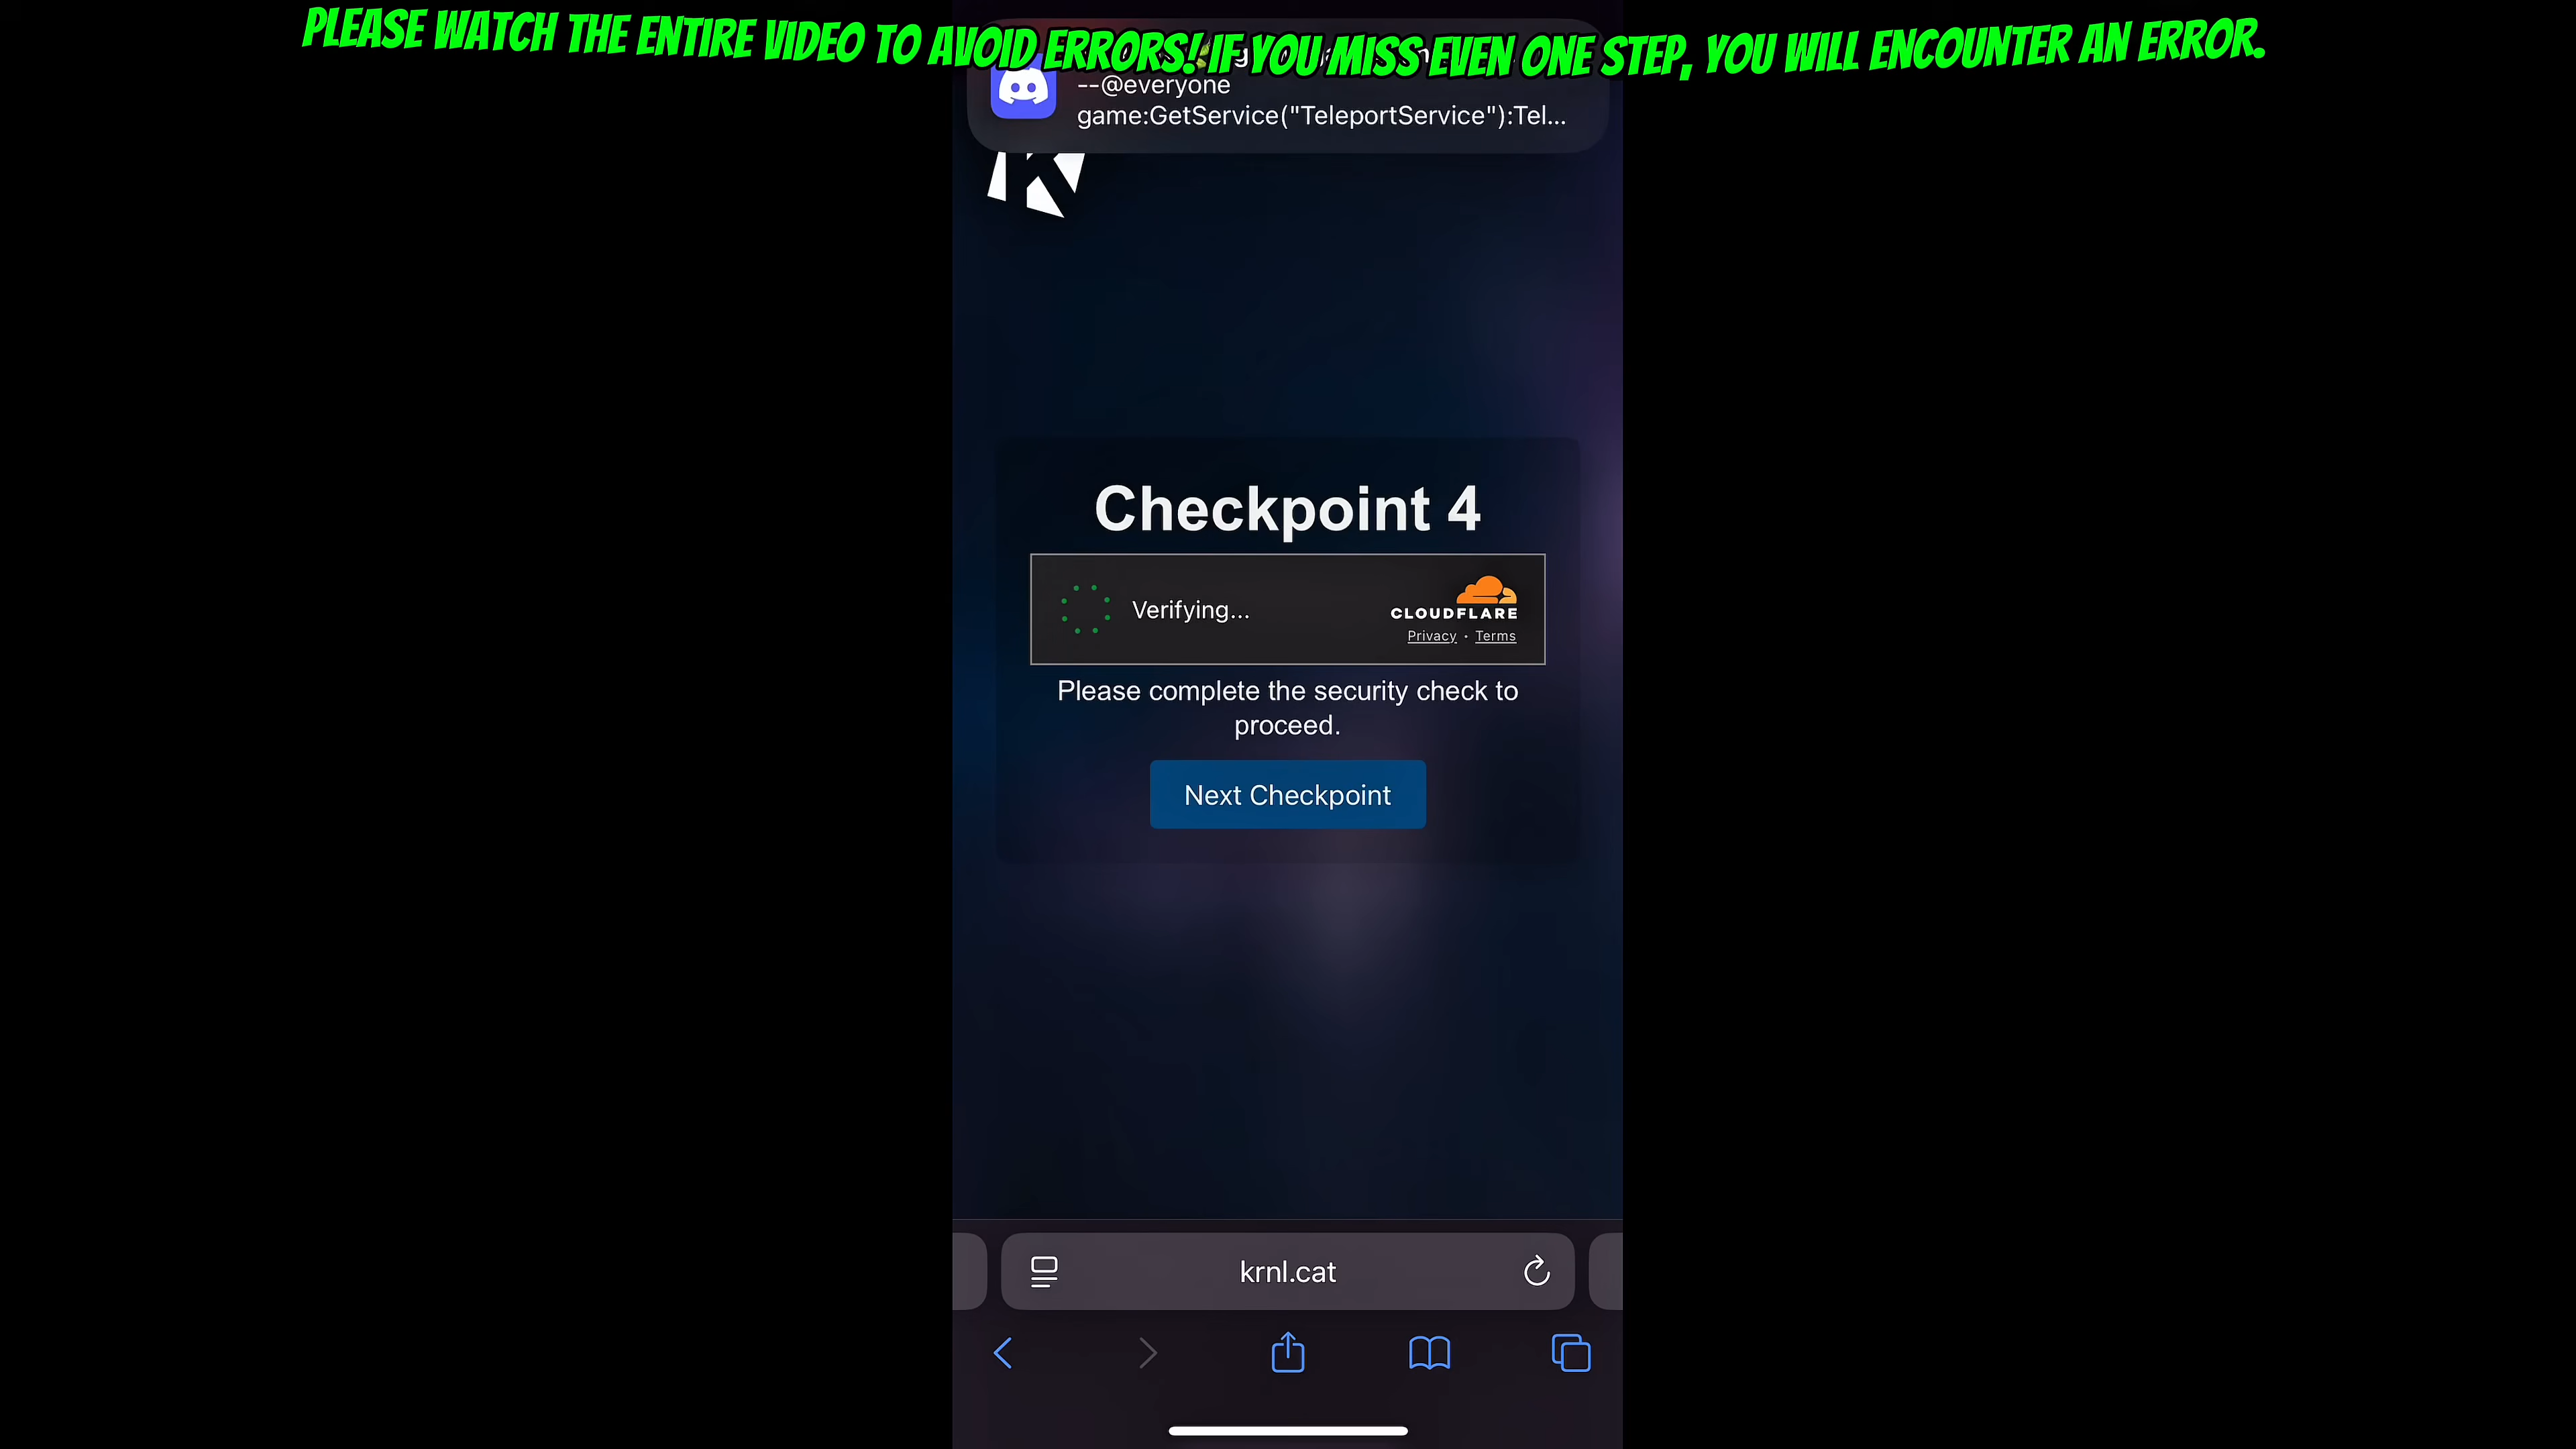 PLEASE WATCH THE ENTIRE VIDEO TO AVOID ERRORS! IF YOU MISS EVEN ONE STEP, YOU WILL ENCOUNTER AN ERROR.
--@everyone
game:GetService("TeleportService"):Tel...
Checkpoint 4
Verifying...
CLOUDFLARE
Privacy • Terms
Please complete the security check to
proceed.
Next Checkpoint
krnl.cat